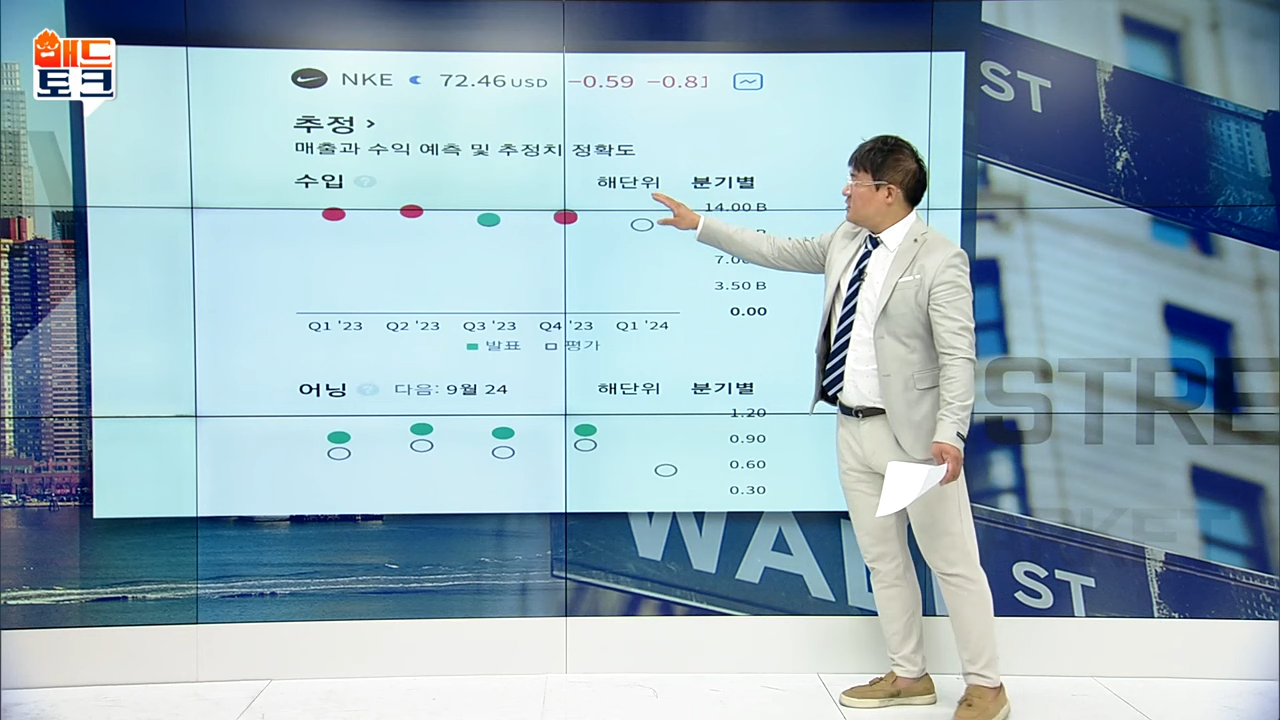 매드
토크
NKE 72.46 USD −0.59 −0.81
추정 ›
매출과 수익 예측 및 추정치 정확도
수입 ? 해단위 분기별
14.00 B
7.00
3.50 B
0.00
Q1 '23 Q2 '23 Q3 '23 Q4 '23 Q1 '24
발표 평가
어닝 ? 다음: 9월 24 해단위 분기별
1.20
0.90
0.60
0.30
ST
STRE
WAL
ST